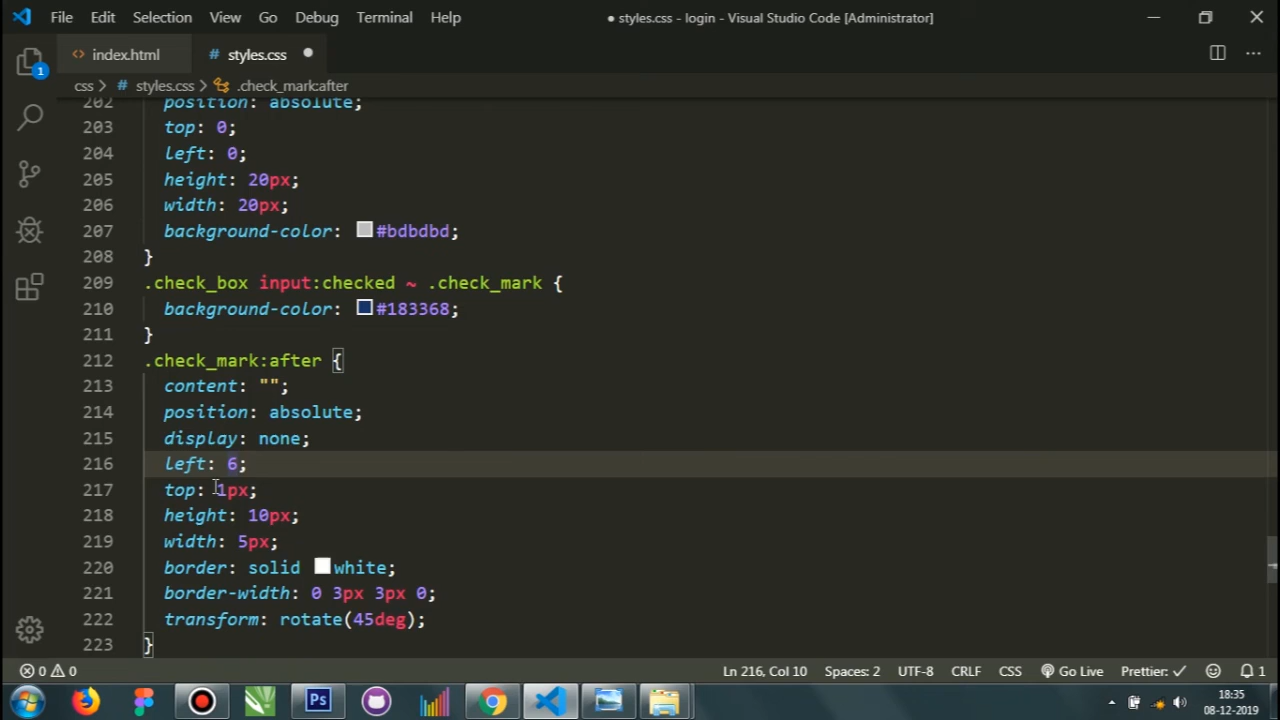 File Edit Selection View Go Debug Terminal Help ● styles.css - login - Visual Studio Code [Administrator]
<> index.html # styles.css ●
css > # styles.css > .check_mark:after
1
202 position: absolute;
203 top: 0;
204 left: 0;
205 height: 20px;
206 width: 20px;
207 background-color: #bdbdbd;
208 }
209 .check_box input:checked ~ .check_mark {
210 background-color: #183368;
211 }
212 .check_mark:after {
213 content: "";
214 position: absolute;
215 display: none;
216 left: 6;
217 top: 1px;
218 height: 10px;
219 width: 5px;
220 border: solid white;
221 border-width: 0 3px 3px 0;
222 transform: rotate(45deg);
223 }
0 0 Ln 216, Col 10 Spaces: 2 UTF-8 CRLF CSS Go Live Prettier: ✓ 1
Ps 18:35
08-12-2019